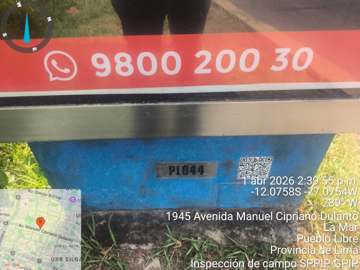 9800 200 30
PL044
1 abr 2026 2:39:55 p. m.
-12.0758S -77.0754W
280° W
1945 Avenida Manuel Cipriano Dulanto
La Mar
Pueblo Libre
Provincia de Lima
Inspección de campo SPPIP GPIP